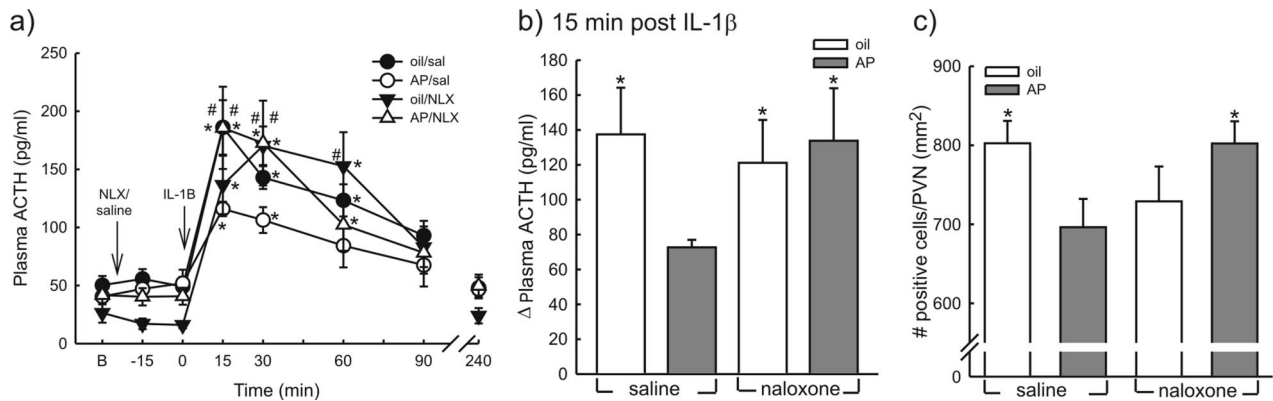 a)
250
200
150
100
50
0
Plasma ACTH (pg/ml)
NLX/
saline
IL-1B
oil/sal
AP/sal
oil/NLX
AP/NLX
# #
* *
# #
* *
*
*
*
*
# *
*
B -15 0 15 30 60 90 240
Time (min)
b) 15 min post IL-1β
oil
AP
180
160
140
120
100
80
60
40
20
0
Δ Plasma ACTH (pg/ml)
* * *
saline naloxone
c)
oil
AP
900
800
700
600
0
# positive cells/PVN (mm²)
* *
saline naloxone